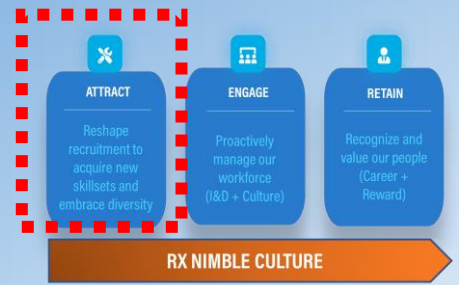 ATTRACT
Reshape
recruitment to
acquire new
skillsets and
embrace diversity
ENGAGE
Proactively
manage our
workforce
(I&D + Culture)
RETAIN
Recognize and
value our people
(Career +
Reward)
RX NIMBLE CULTURE